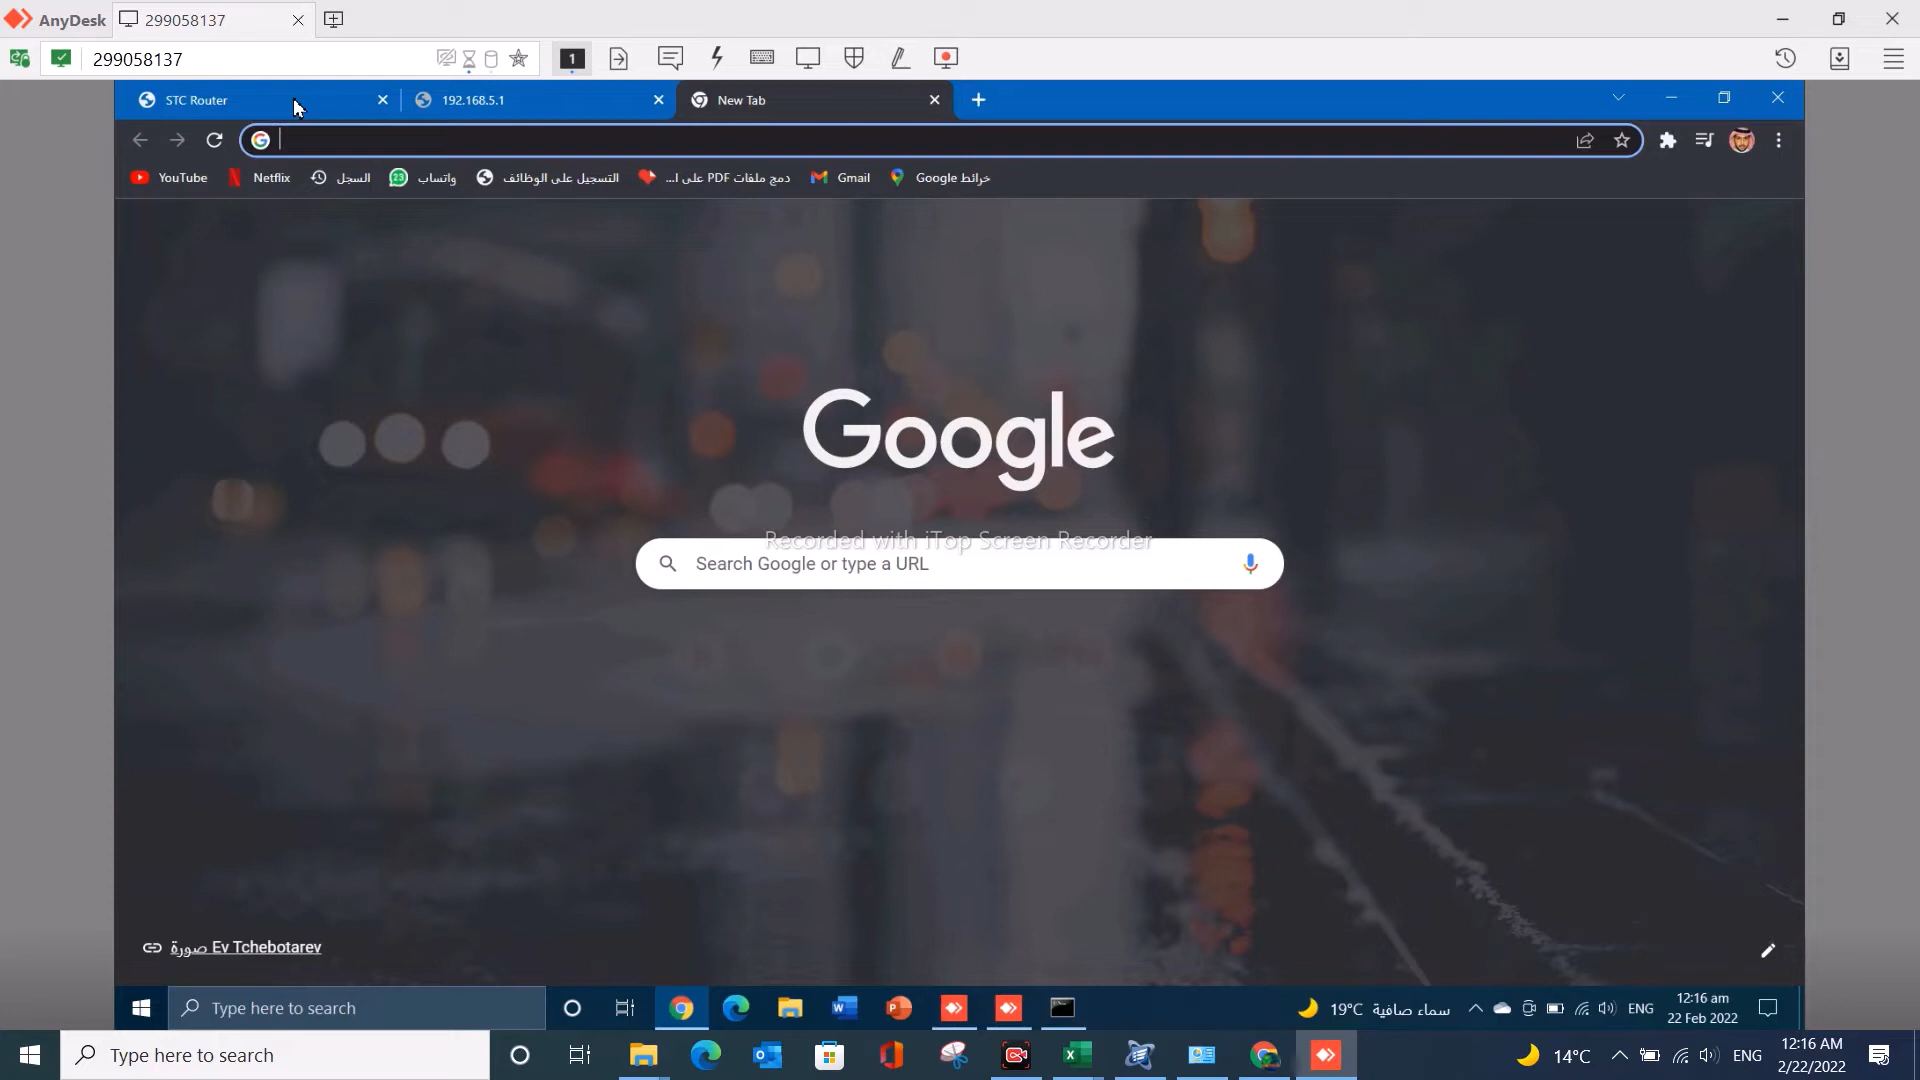 AnyDesk
299058137
299058137
1
STC Router
192.168.5.1
New Tab
YouTube
Netflix
السجل
واتساب
23
التسجيل على الوظائف
دمج ملفات PDF على ا...
Gmail
خرائط Google
Google
Recorded with iTop Screen Recorder
Search Google or type a URL
صورة Ev Tchebotarev
Type here to search
19°C سماء صافية
ENG
12:16 am
22 Feb 2022
Type here to search
14°C
ENG
12:16 AM
2/22/2022